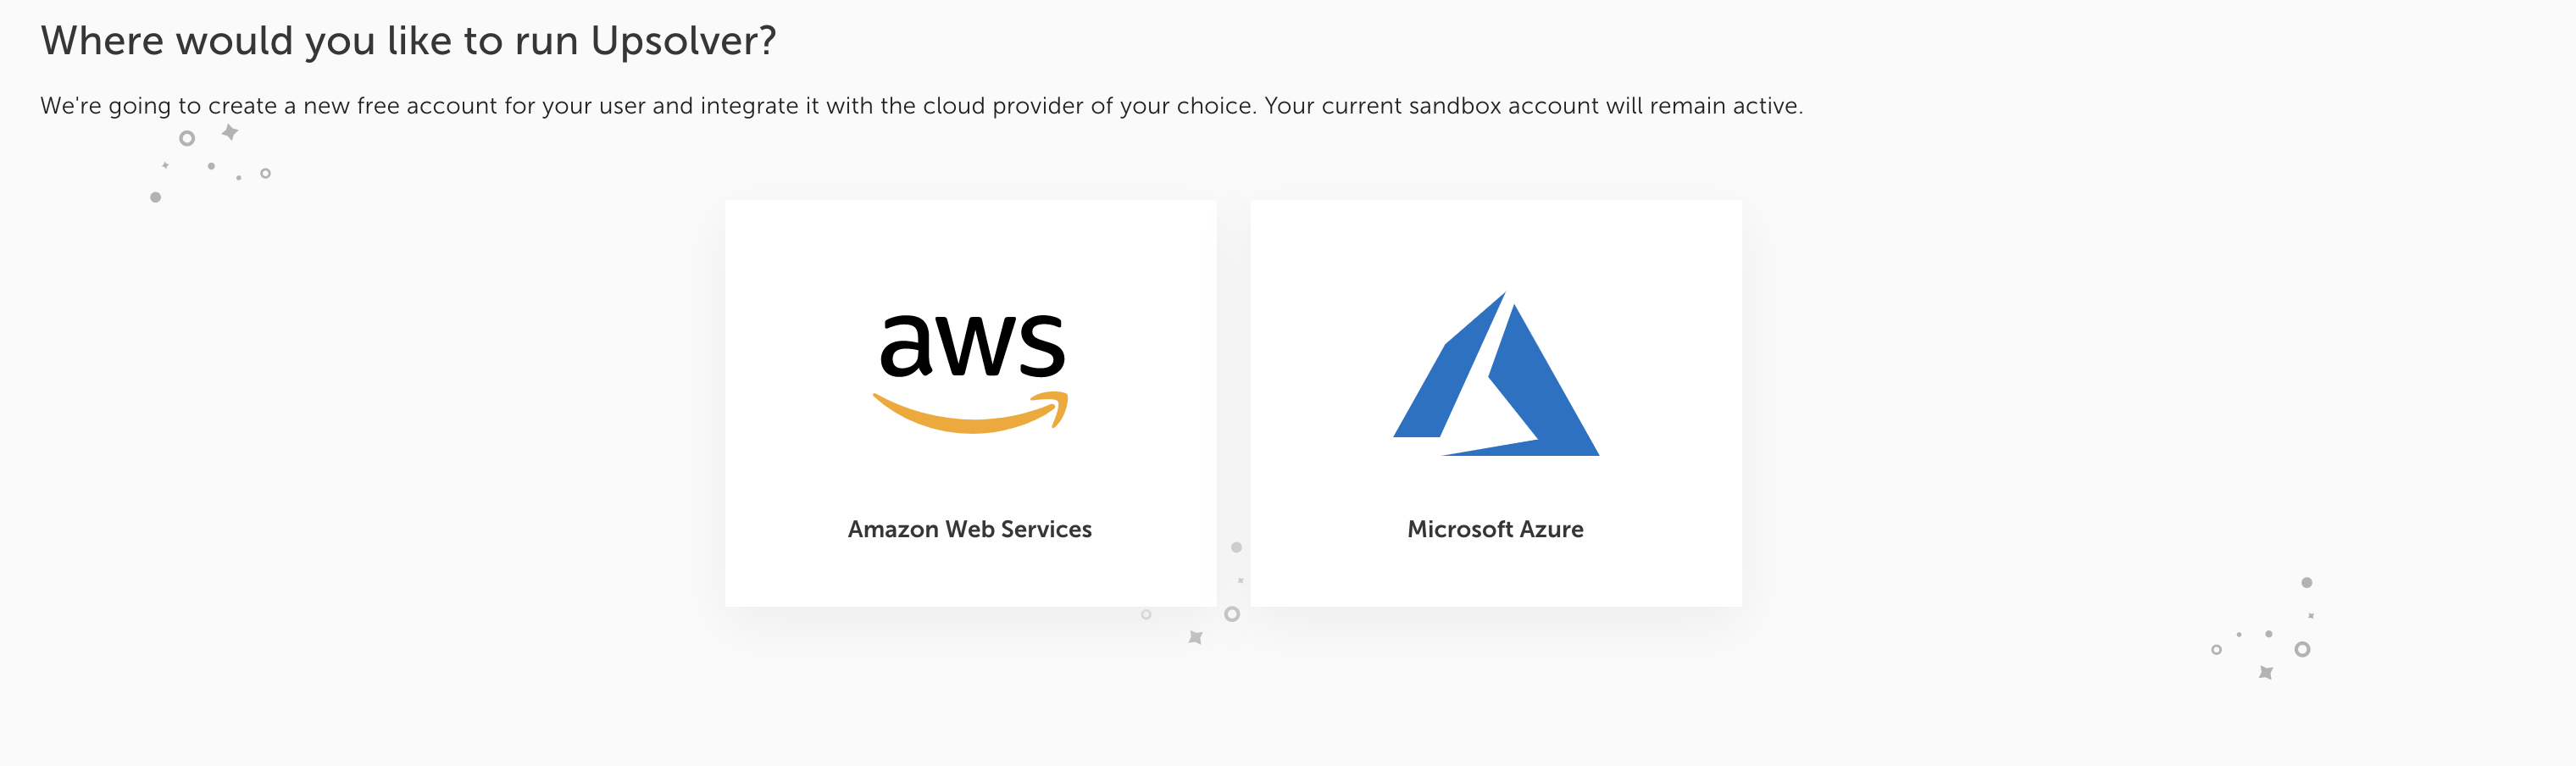 Where would you like to run Upsolver?
We're going to create a new free account for your user and integrate it with the cloud provider of your choice. Your current sandbox account will remain active.
aws
Amazon Web Services
Microsoft Azure